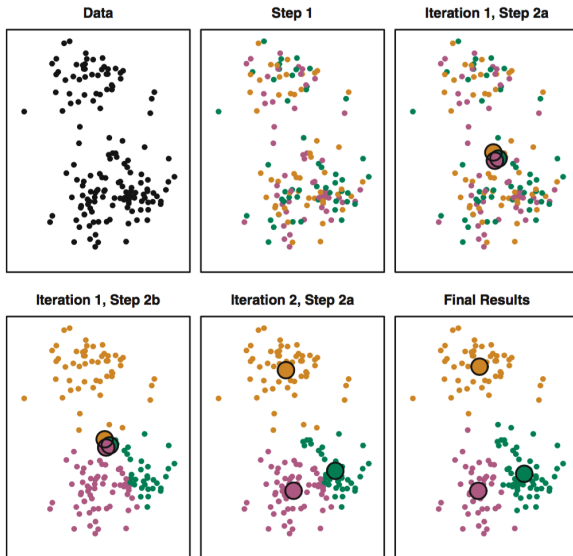 Data
Step 1
Iteration 1, Step 2a
Iteration 1, Step 2b
Iteration 2, Step 2a
Final Results